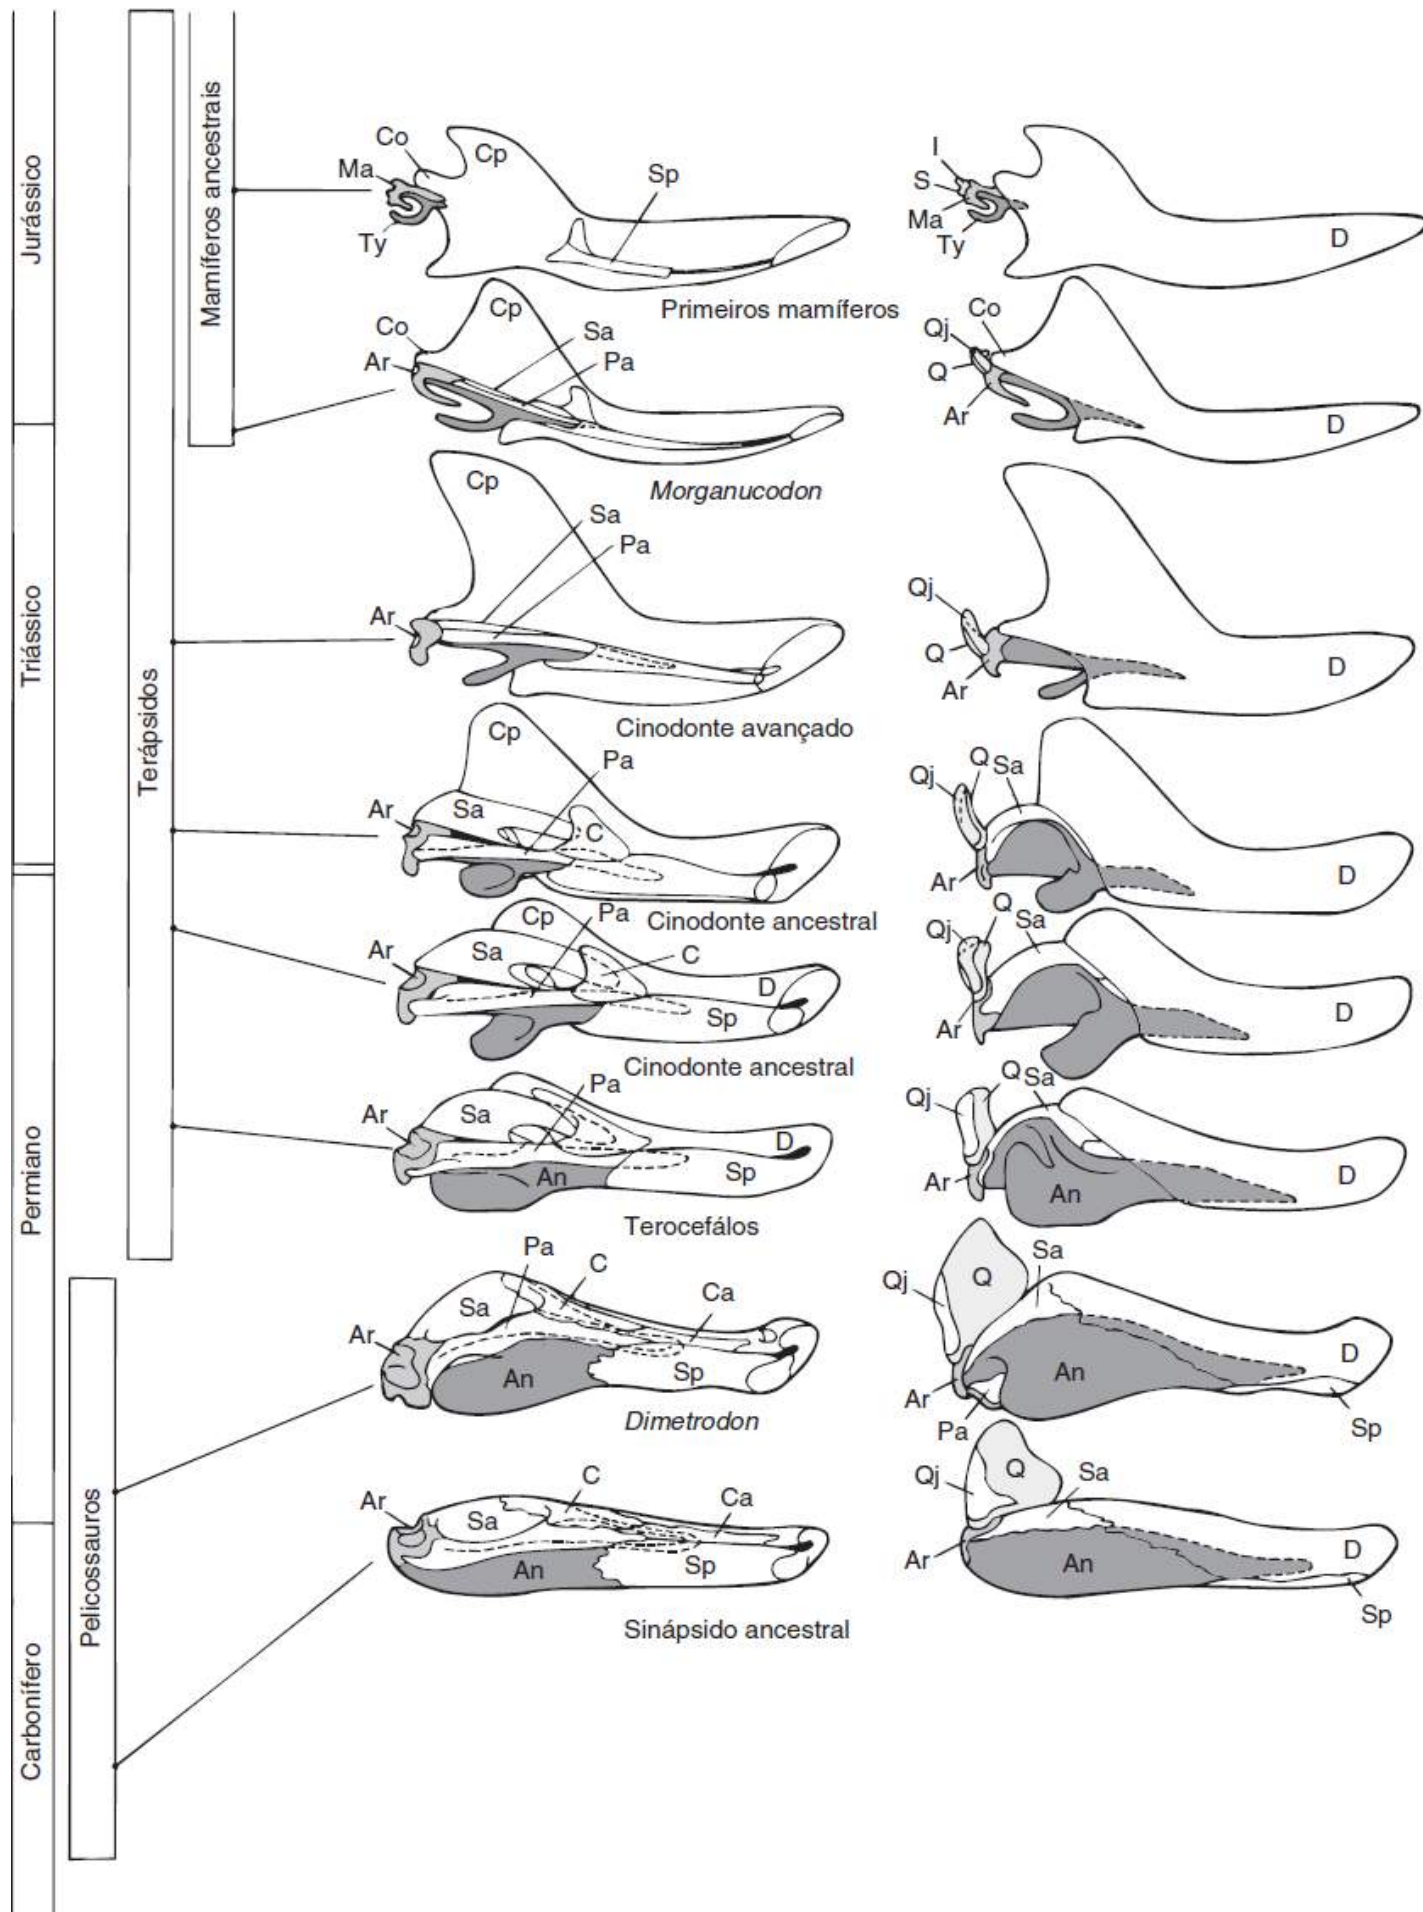 Jurássico
Triássico
Permiano
Carbonífero
Mamíferos ancestrais
Terápsidos
Pelicossauros
Co
Cp
Ma
Sp
Ty
I
S
Ma
Ty
D
Primeiros mamíferos
Cp
Co
Sa
Ar
Pa
Co
Qj
Q
Ar
D
Morganucodon
Cp
Sa
Pa
Ar
Qj
Q
Ar
D
Cinodonte avançado
Cp
Pa
Ar
Sa
C
Q
Sa
Qj
Ar
D
Cinodonte ancestral
Cp
Pa
Ar
Sa
C
D
Sp
Q
Sa
Qj
Ar
D
Cinodonte ancestral
Pa
Ar
Sa
D
An
Sp
Q
Sa
Qj
Ar
An
D
Terocefálos
Pa
C
Sa
Ca
Ar
An
Sp
Sa
Qj
Q
D
Ar
An
Pa
Sp
Dimetrodon
C
Ar
Ca
Sa
An
Sp
Qj
Q
Sa
Ar
An
D
Sp
Sinápsido ancestral